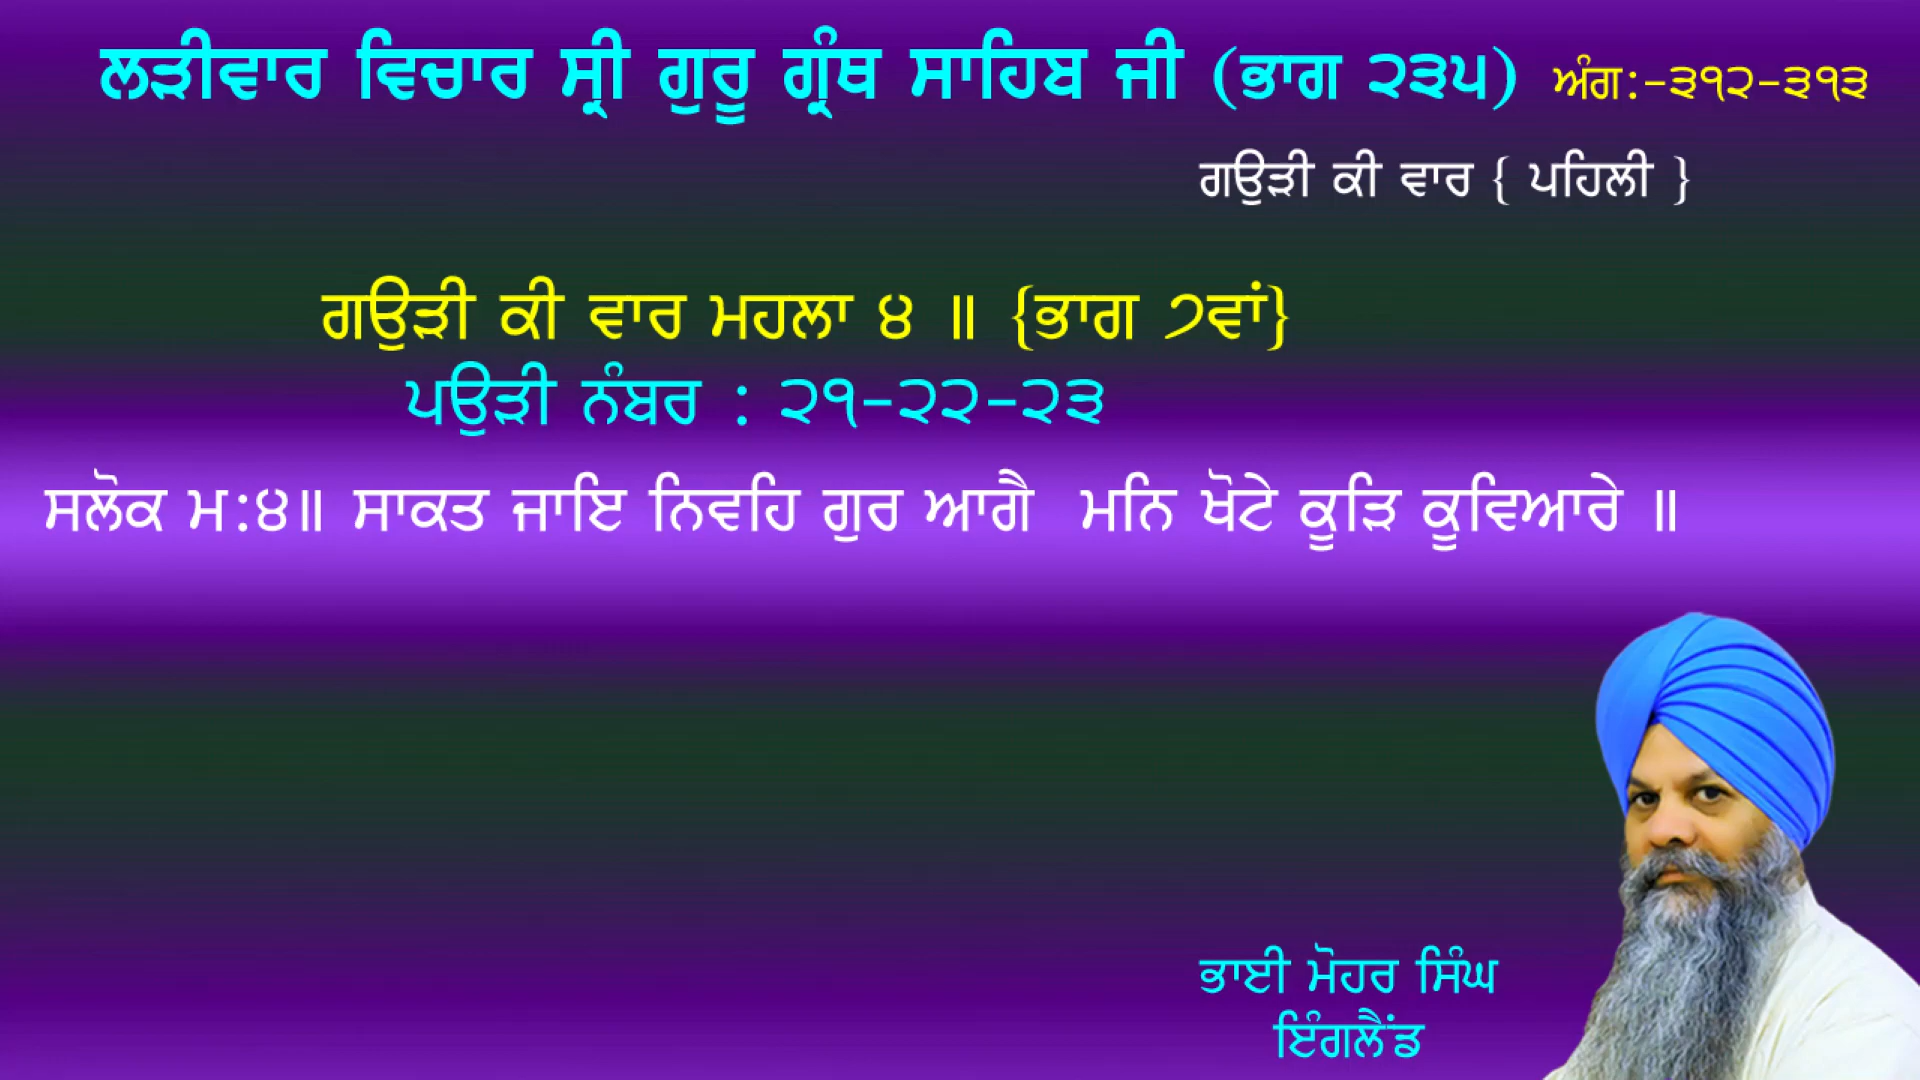 ਲੜੀਵਾਰ ਵਿਚਾਰ ਸ੍ਰੀ ਗੁਰੂ ਗ੍ਰੰਥ ਸਾਹਿਬ ਜੀ (ਭਾਗ ੨੩੫) ਅੰਗ:-੩੧੨-੩੧੩
ਗਉੜੀ ਕੀ ਵਾਰ { ਪਹਿਲੀ }
ਗਉੜੀ ਕੀ ਵਾਰ ਮਹਲਾ ੪ ॥ {ਭਾਗ ੭ਵਾਂ}
ਪਉੜੀ ਨੰਬਰ : ੨੧-੨੨-੨੩
ਸਲੋਕ ਮ:੪॥ ਸਾਕਤ ਜਾਇ ਨਿਵਹਿ ਗੁਰ ਆਗੈ ਮਨਿ ਖੋਟੇ ਕੂੜਿ ਕੂੜਿਆਰੇ ॥
ਭਾਈ ਮੋਹਰ ਸਿੰਘ
ਇੰਗਲੈਂਡ